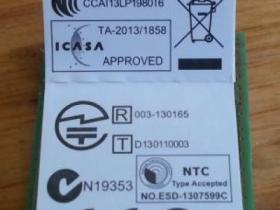 CCAI13LP1980T6
TA-2013/1858
ICASA
APPROVED
R 003-130165
T D130110003
N19353
NTC
Type Accepted
NO.ESD-1307599C